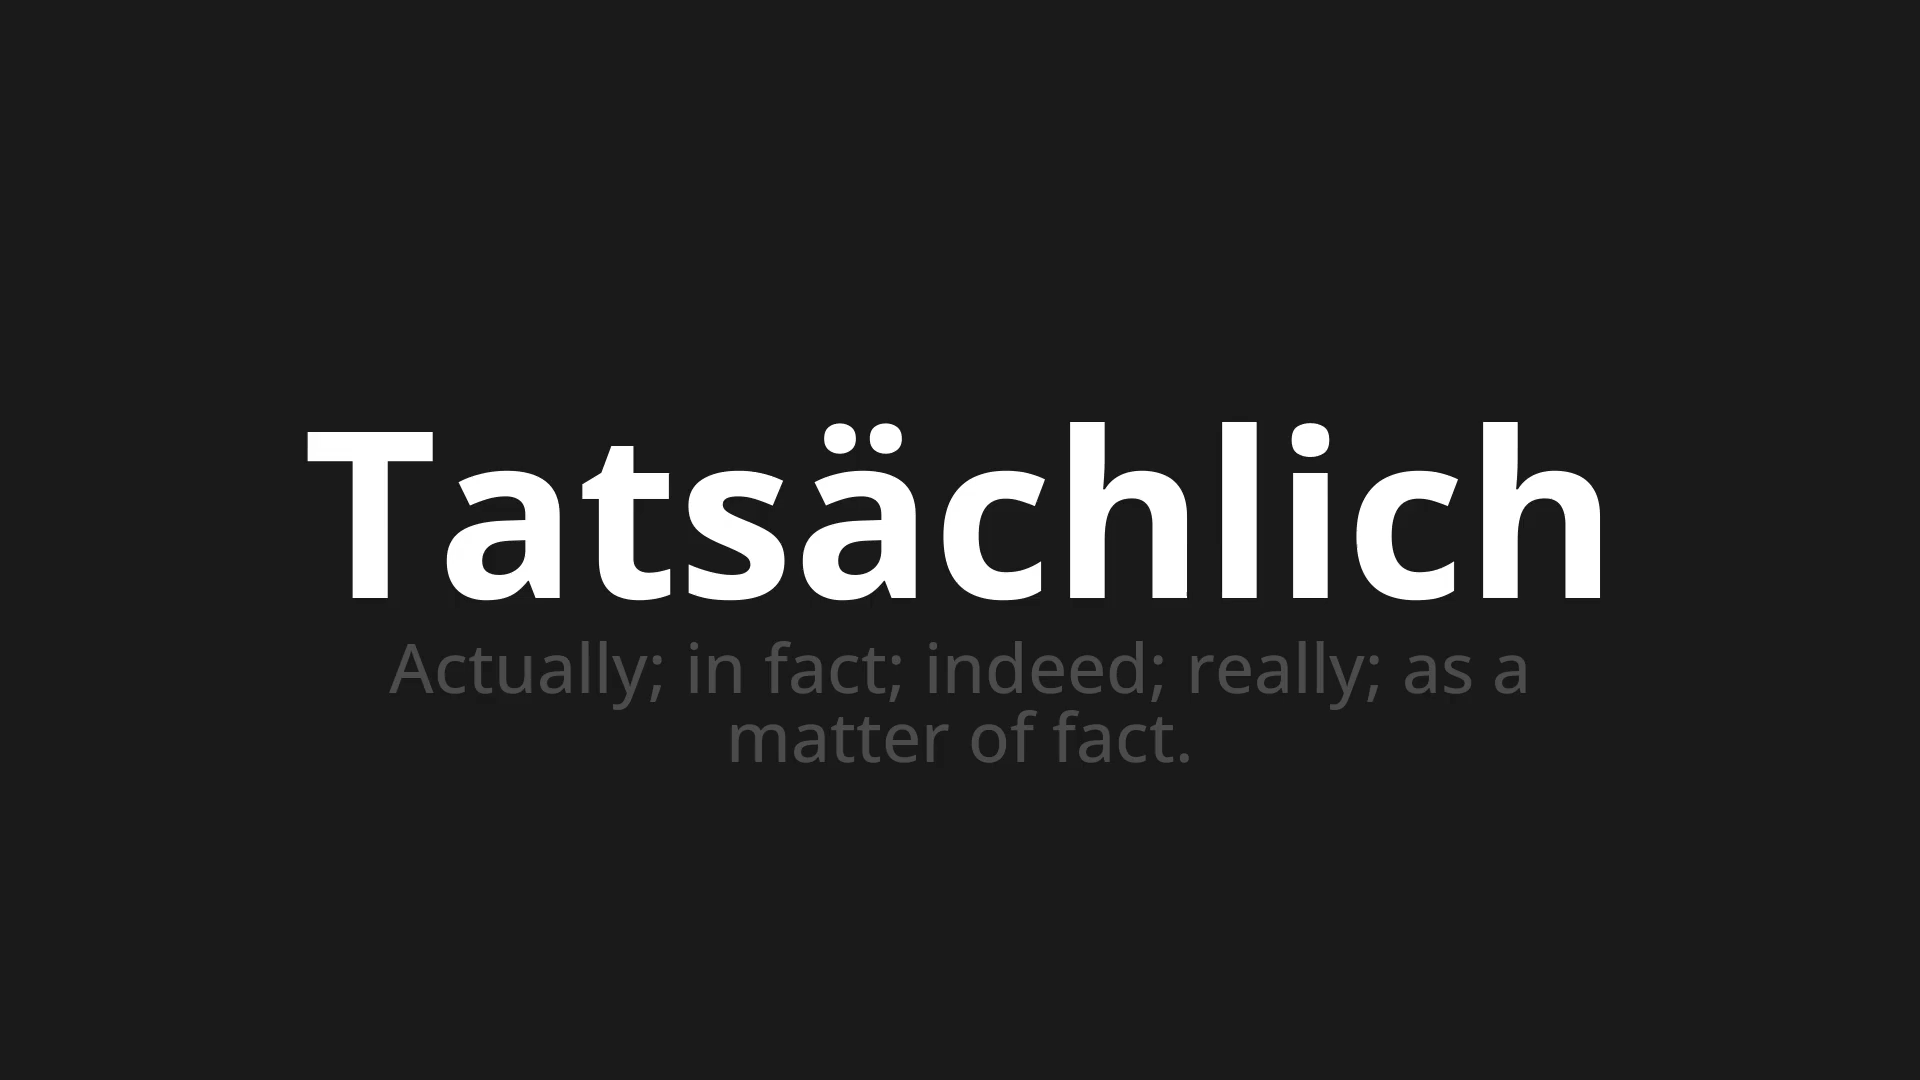 Tatsächlich
Actually; in fact; indeed; really; as a
matter of fact.